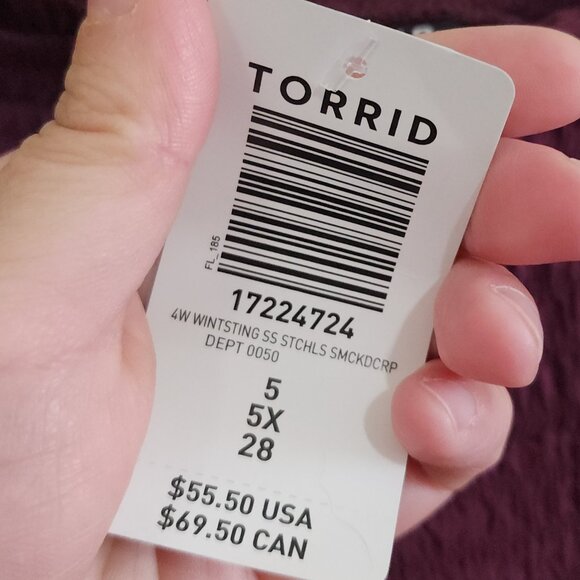 TORRID
FL_185
17224724
4W WINTSTING SS STCHLS SMCKDCRP
DEPT 0050
5
5X
28
$55.50 USA
$69.50 CAN